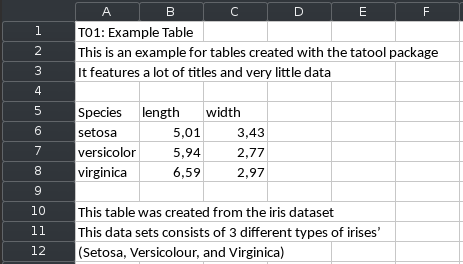 A B C D E F
1 T01: Example Table
2 This is an example for tables created with the tatool package
3 It features a lot of titles and very little data
4
5 Species length width
6 setosa 5,01 3,43
7 versicolor 5,94 2,77
8 virginica 6,59 2,97
9
10 This table was created from the iris dataset
11 This data sets consists of 3 different types of irises’
12 (Setosa, Versicolour, and Virginica)